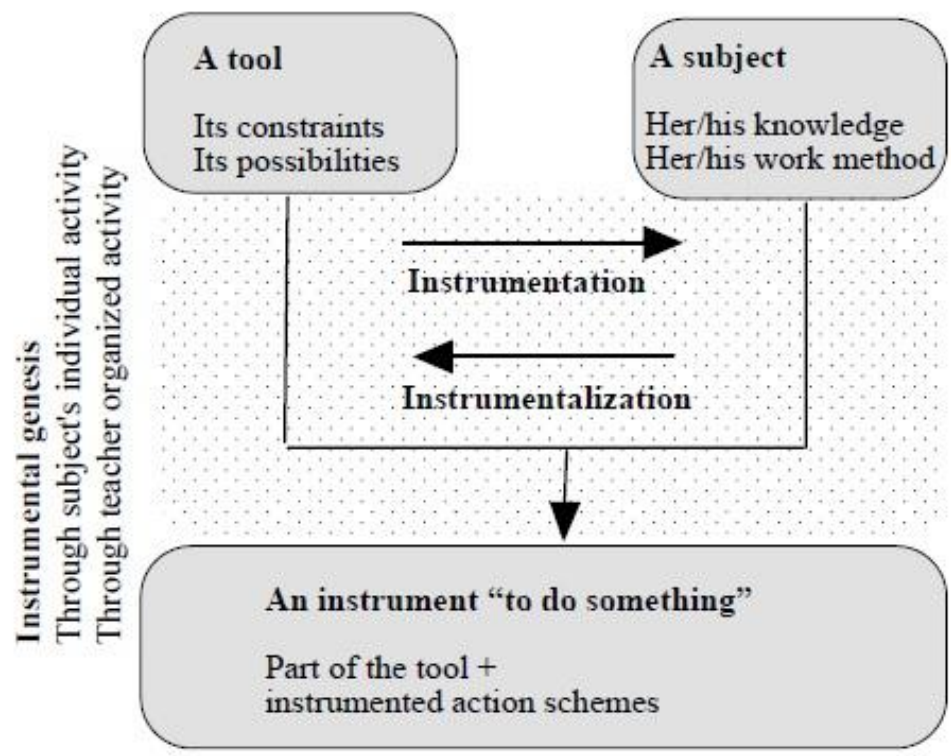 A tool
Its constraints
Its possibilities
A subject
Her/his knowledge
Her/his work method
Instrumental genesis
Through subject's individual activity
Through teacher organized activity
Instrumentation
Instrumentalization
An instrument “to do something”
Part of the tool +
instrumented action schemes